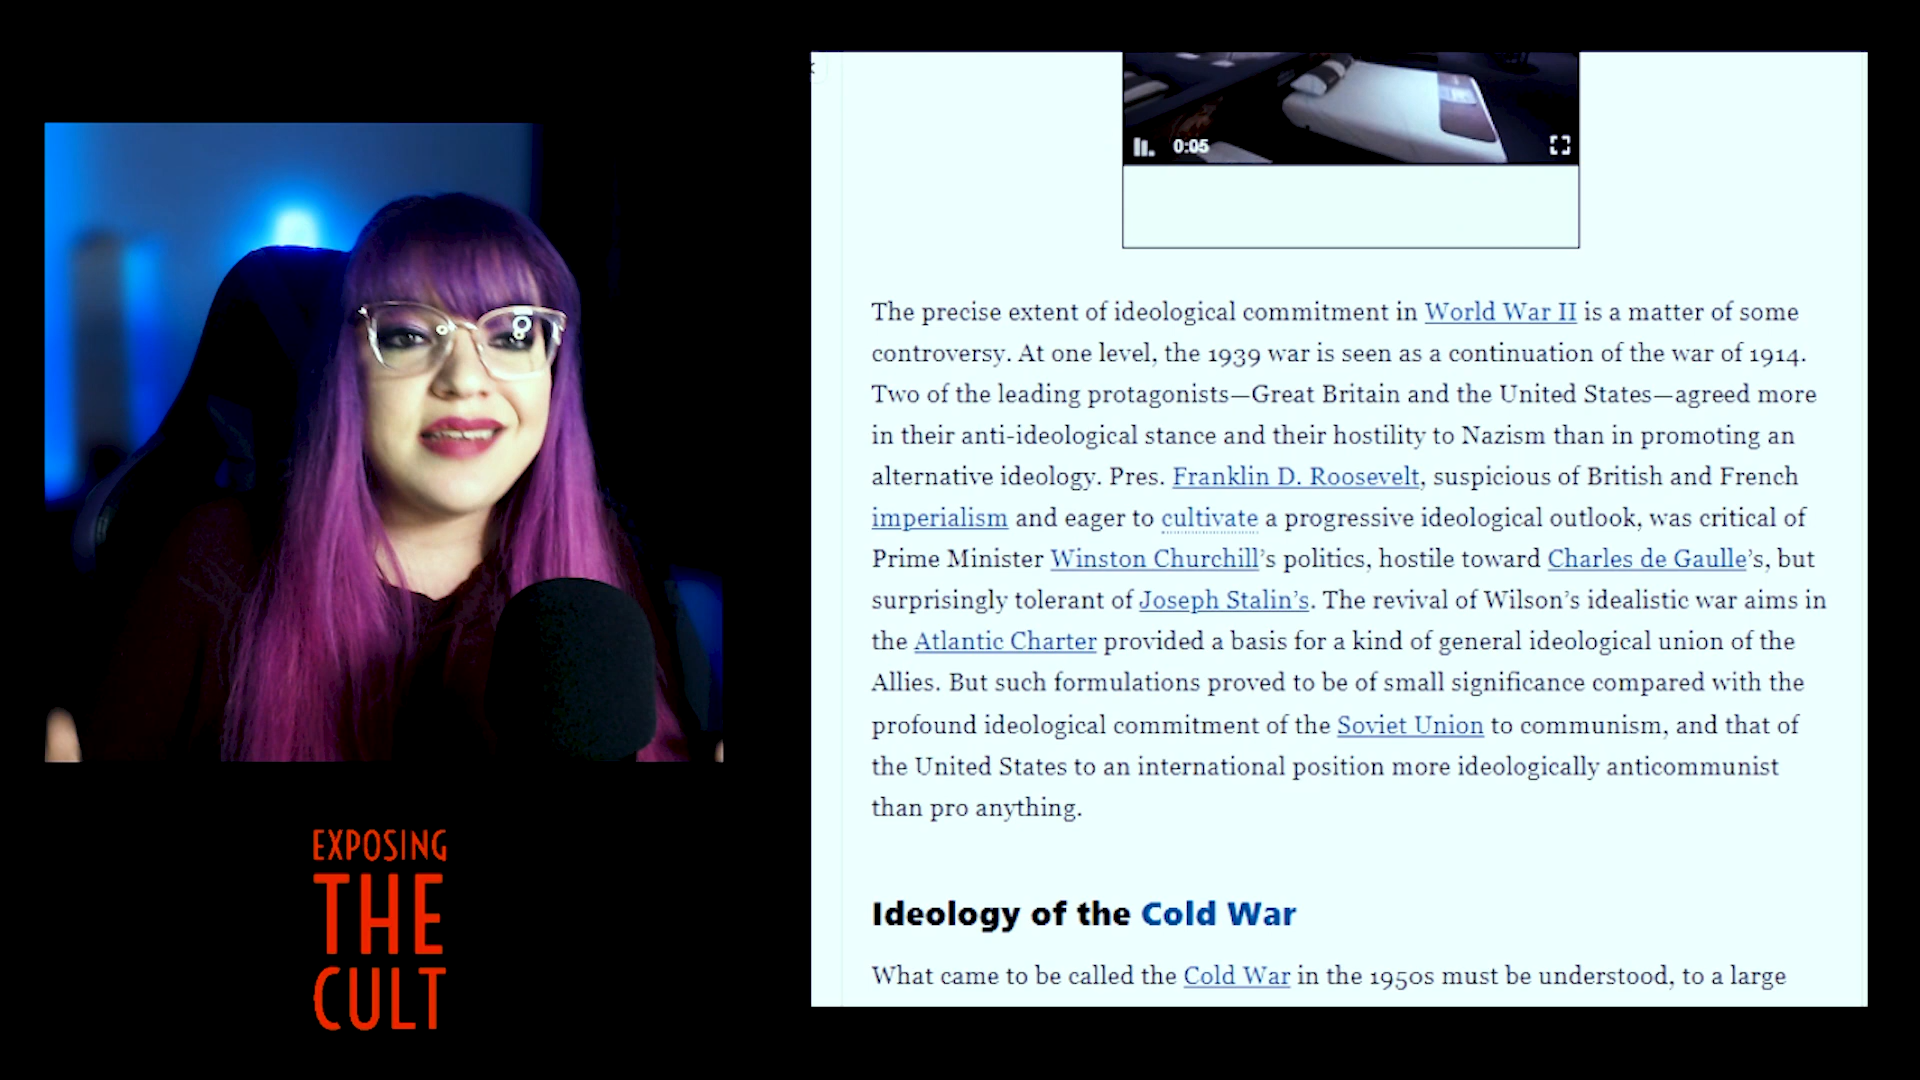 EXPOSING
THE
CULT
0:05
The precise extent of ideological commitment in World War II is a matter of some
controversy. At one level, the 1939 war is seen as a continuation of the war of 1914.
Two of the leading protagonists—Great Britain and the United States—agreed more
in their anti-ideological stance and their hostility to Nazism than in promoting an
alternative ideology. Pres. Franklin D. Roosevelt, suspicious of British and French
imperialism and eager to cultivate a progressive ideological outlook, was critical of
Prime Minister Winston Churchill’s politics, hostile toward Charles de Gaulle’s, but
surprisingly tolerant of Joseph Stalin’s. The revival of Wilson’s idealistic war aims in
the Atlantic Charter provided a basis for a kind of general ideological union of the
Allies. But such formulations proved to be of small significance compared with the
profound ideological commitment of the Soviet Union to communism, and that of
the United States to an international position more ideologically anticommunist
than pro anything.
Ideology of the Cold War
What came to be called the Cold War in the 1950s must be understood, to a large